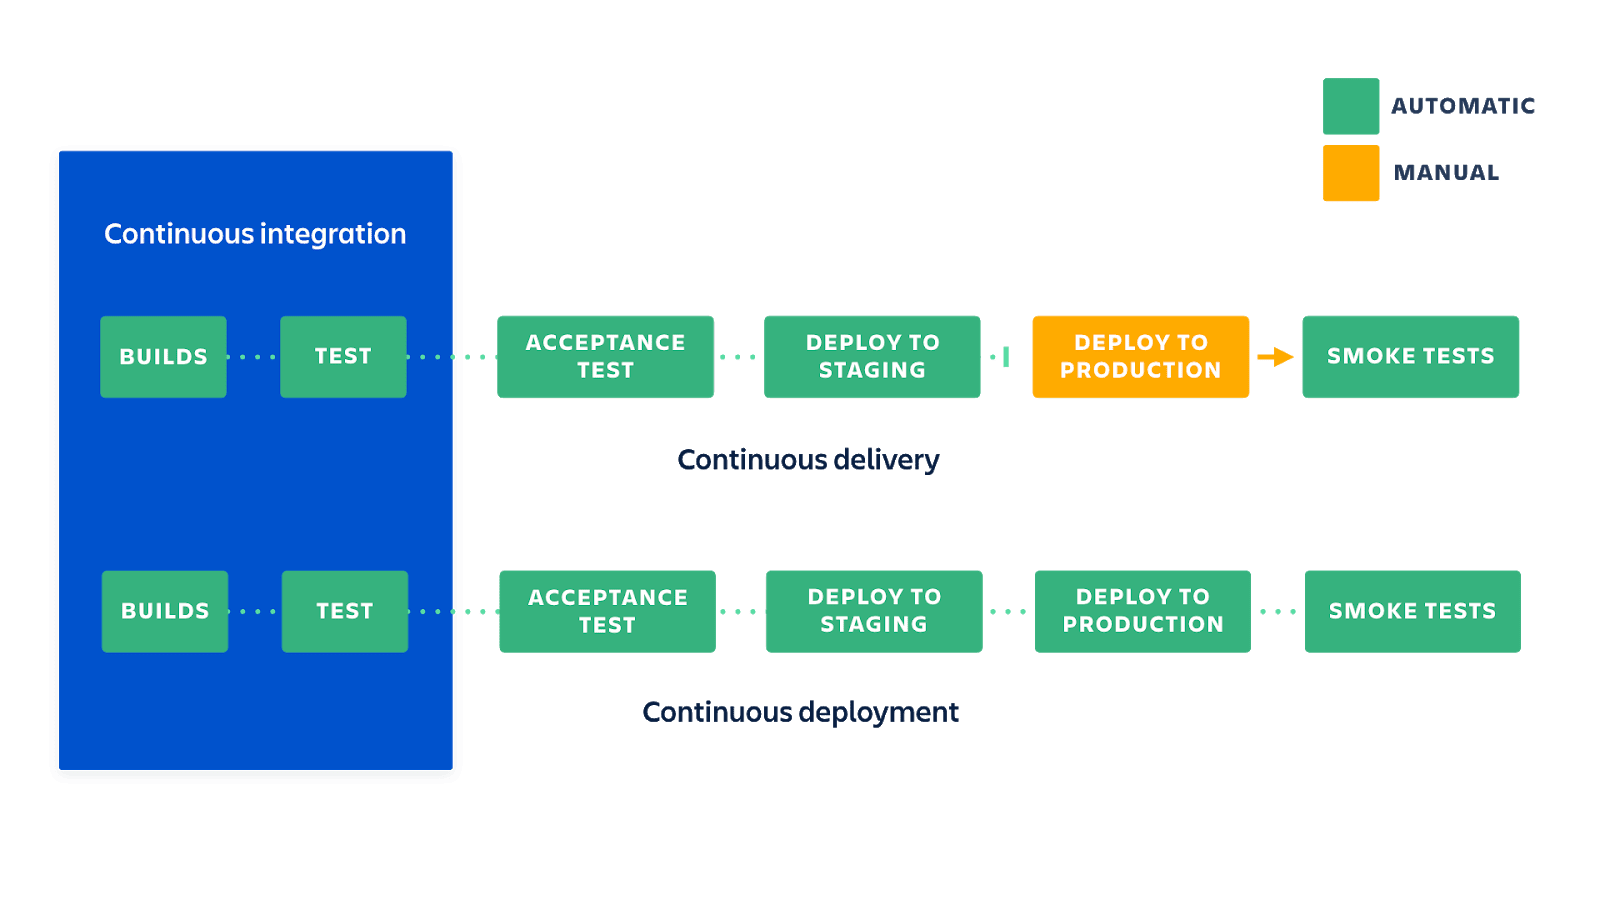 AUTOMATIC
MANUAL
Continuous integration
BUILDS
TEST
ACCEPTANCE
TEST
DEPLOY TO
STAGING
DEPLOY TO
PRODUCTION
SMOKE TESTS
Continuous delivery
BUILDS
TEST
ACCEPTANCE
TEST
DEPLOY TO
STAGING
DEPLOY TO
PRODUCTION
SMOKE TESTS
Continuous deployment